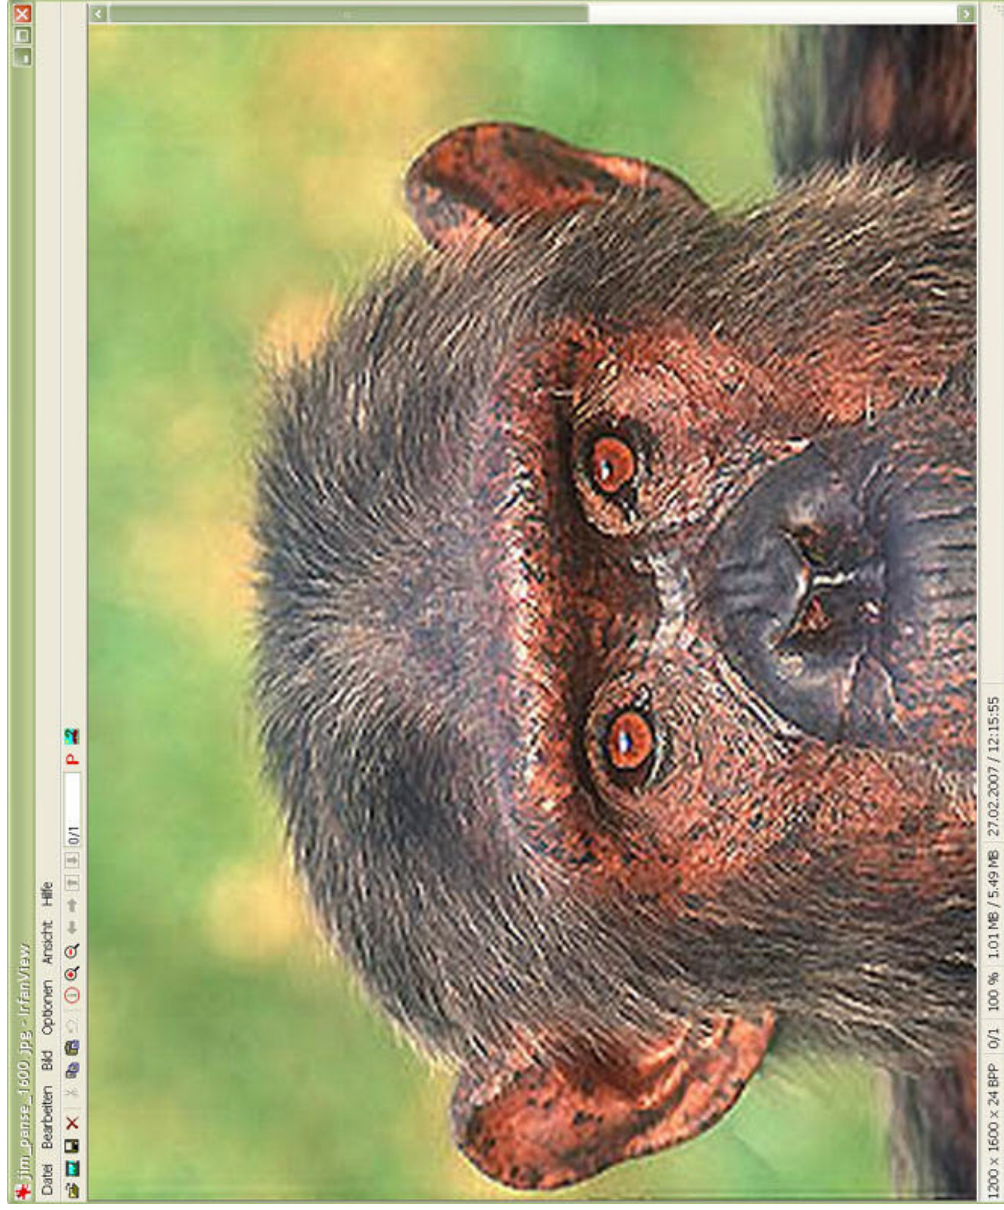 jim_panse_1600.jpg - IrfanView
Datei Bearbeiten Bild Optionen Ansicht Hilfe
0/1 P
1200 x 1600 x 24 BPP 0/1 100 % 1.01 MB / 5.49 MB 27.02.2007 / 12:15:55